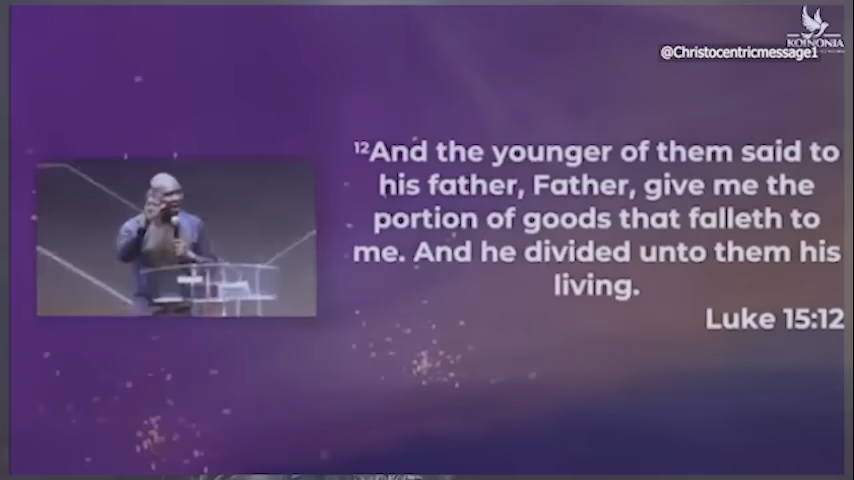 KOINONIA
@Christocentricmessage1
¹²And the younger of them said to
his father, Father, give me the
portion of goods that falleth to
me. And he divided unto them his
living.
Luke 15:12